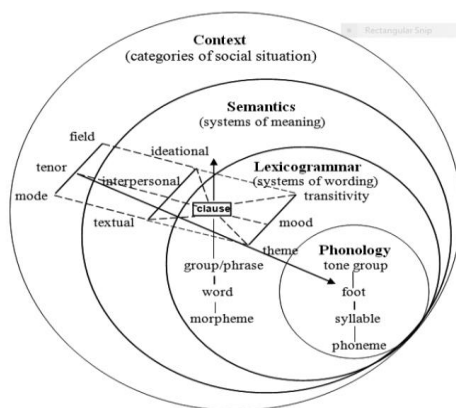 Rectangular Snip
Context
(categories of social situation)
Semantics
(systems of meaning)
field
ideational
Lexicogrammar
tenor
interpersonal
(systems of wording)
mode
transitivity
clause
textual
mood
theme
Phonology
group/phrase
tone group
word
foot
morpheme
syllable
phoneme